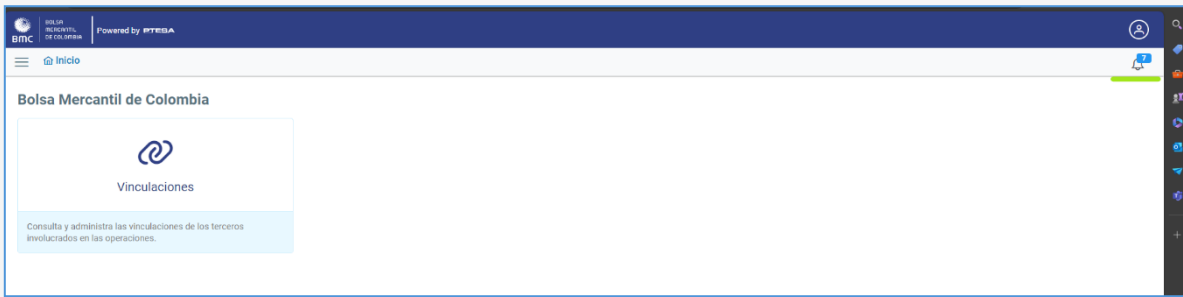 BMC
BOLSA
MERCANTIL
DE COLOMBIA
Powered by PTESA
Inicio
7
Bolsa Mercantil de Colombia
Vinculaciones
Consulta y administra las vinculaciones de los terceros
involucrados en las operaciones.